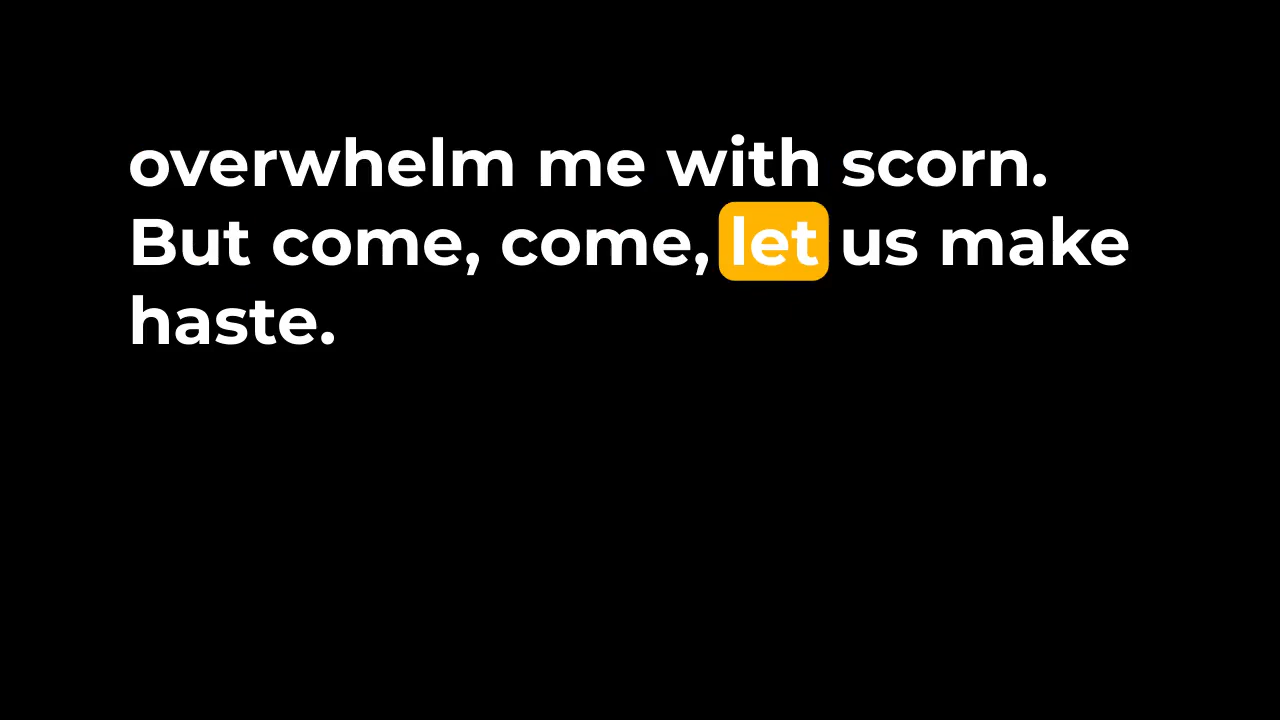 overwhelm me with scorn.
But come, come, let us make
haste.